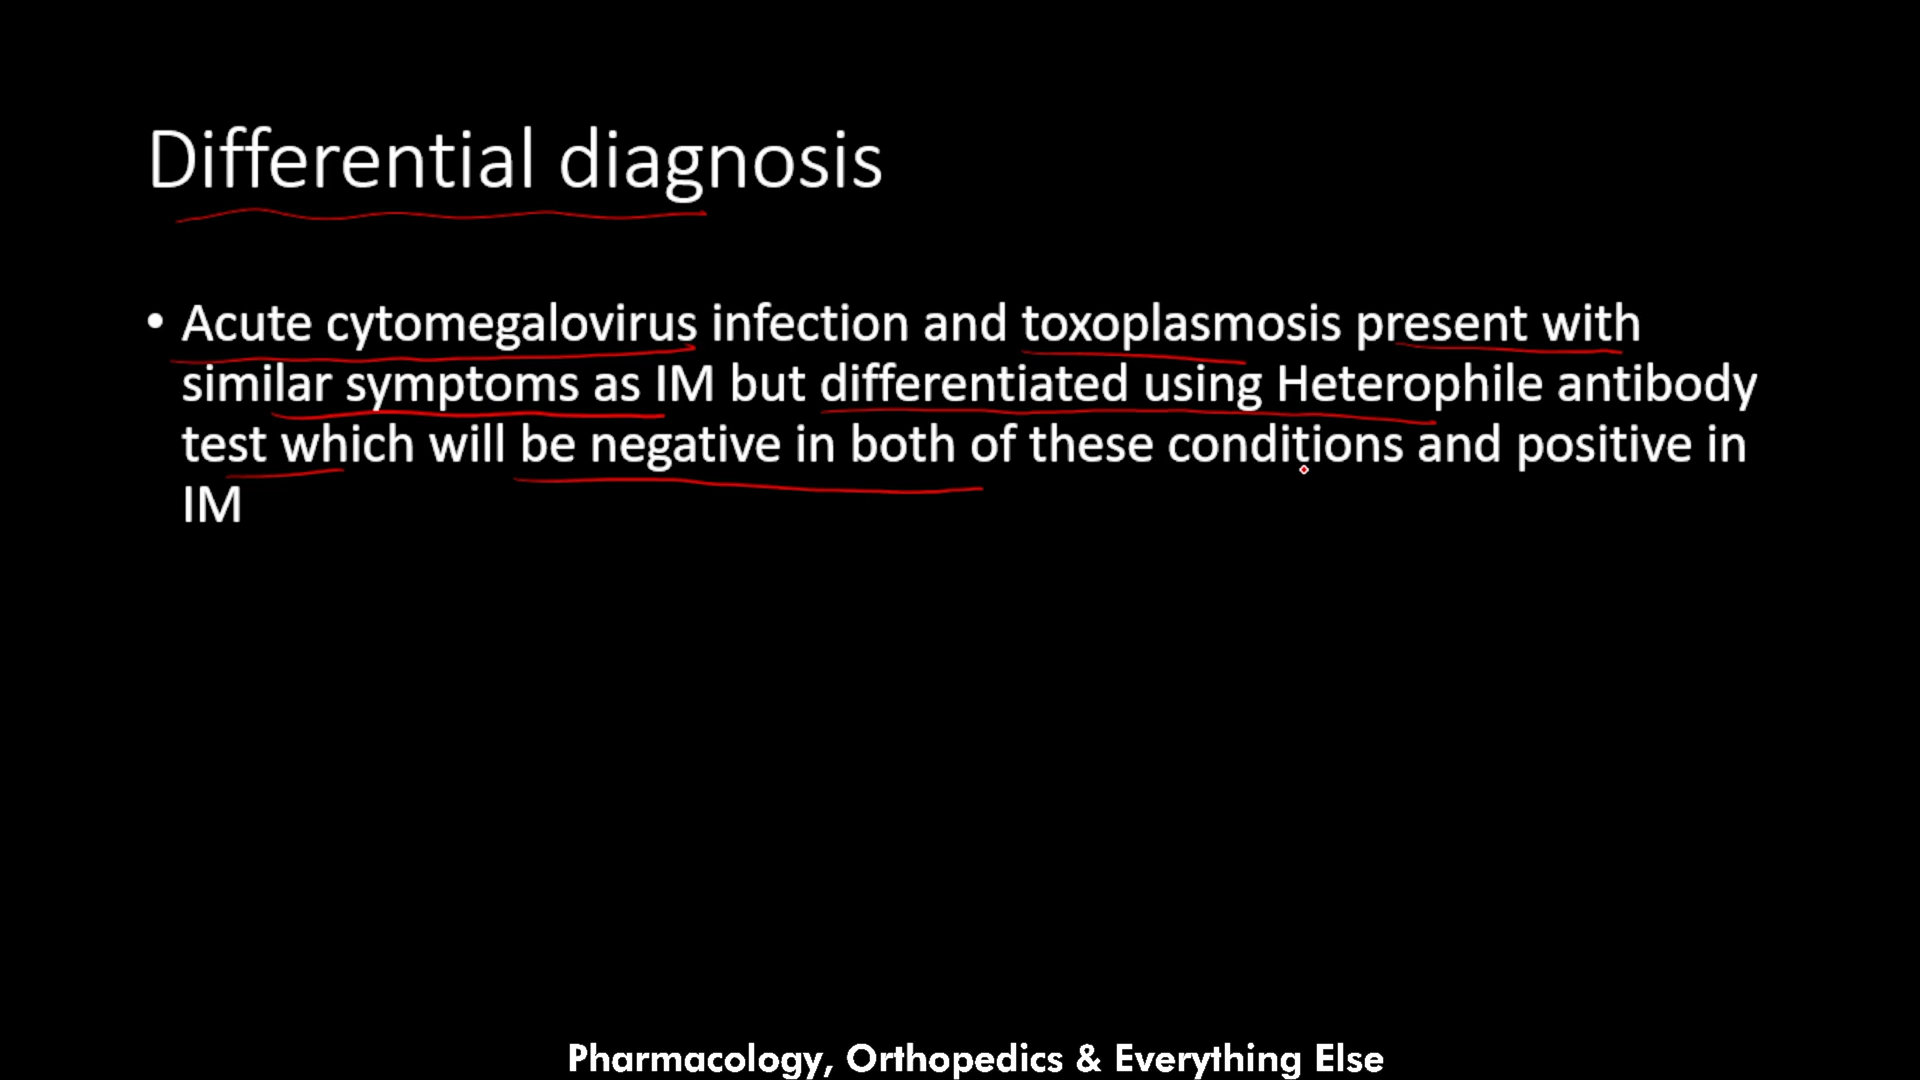 Differential diagnosis
• Acute cytomegalovirus infection and toxoplasmosis present with
similar symptoms as IM but differentiated using Heterophile antibody
test which will be negative in both of these conditions and positive in
IM
Pharmacology, Orthopedics & Everything Else